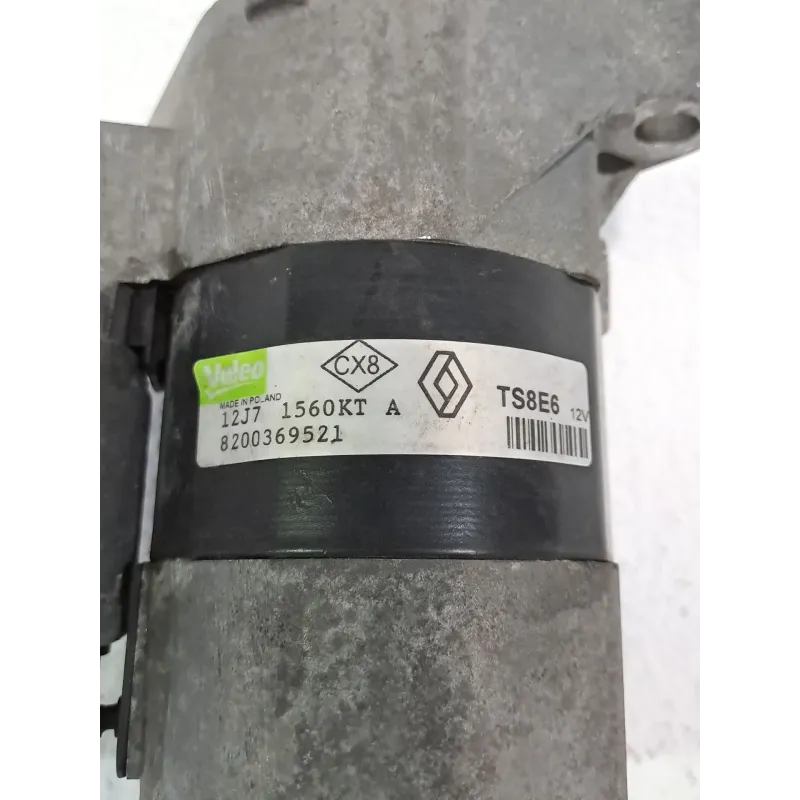 Valeo
CX8
MADE IN POLAND
TS8E6 12V
12J7 1560KT A
8200369521